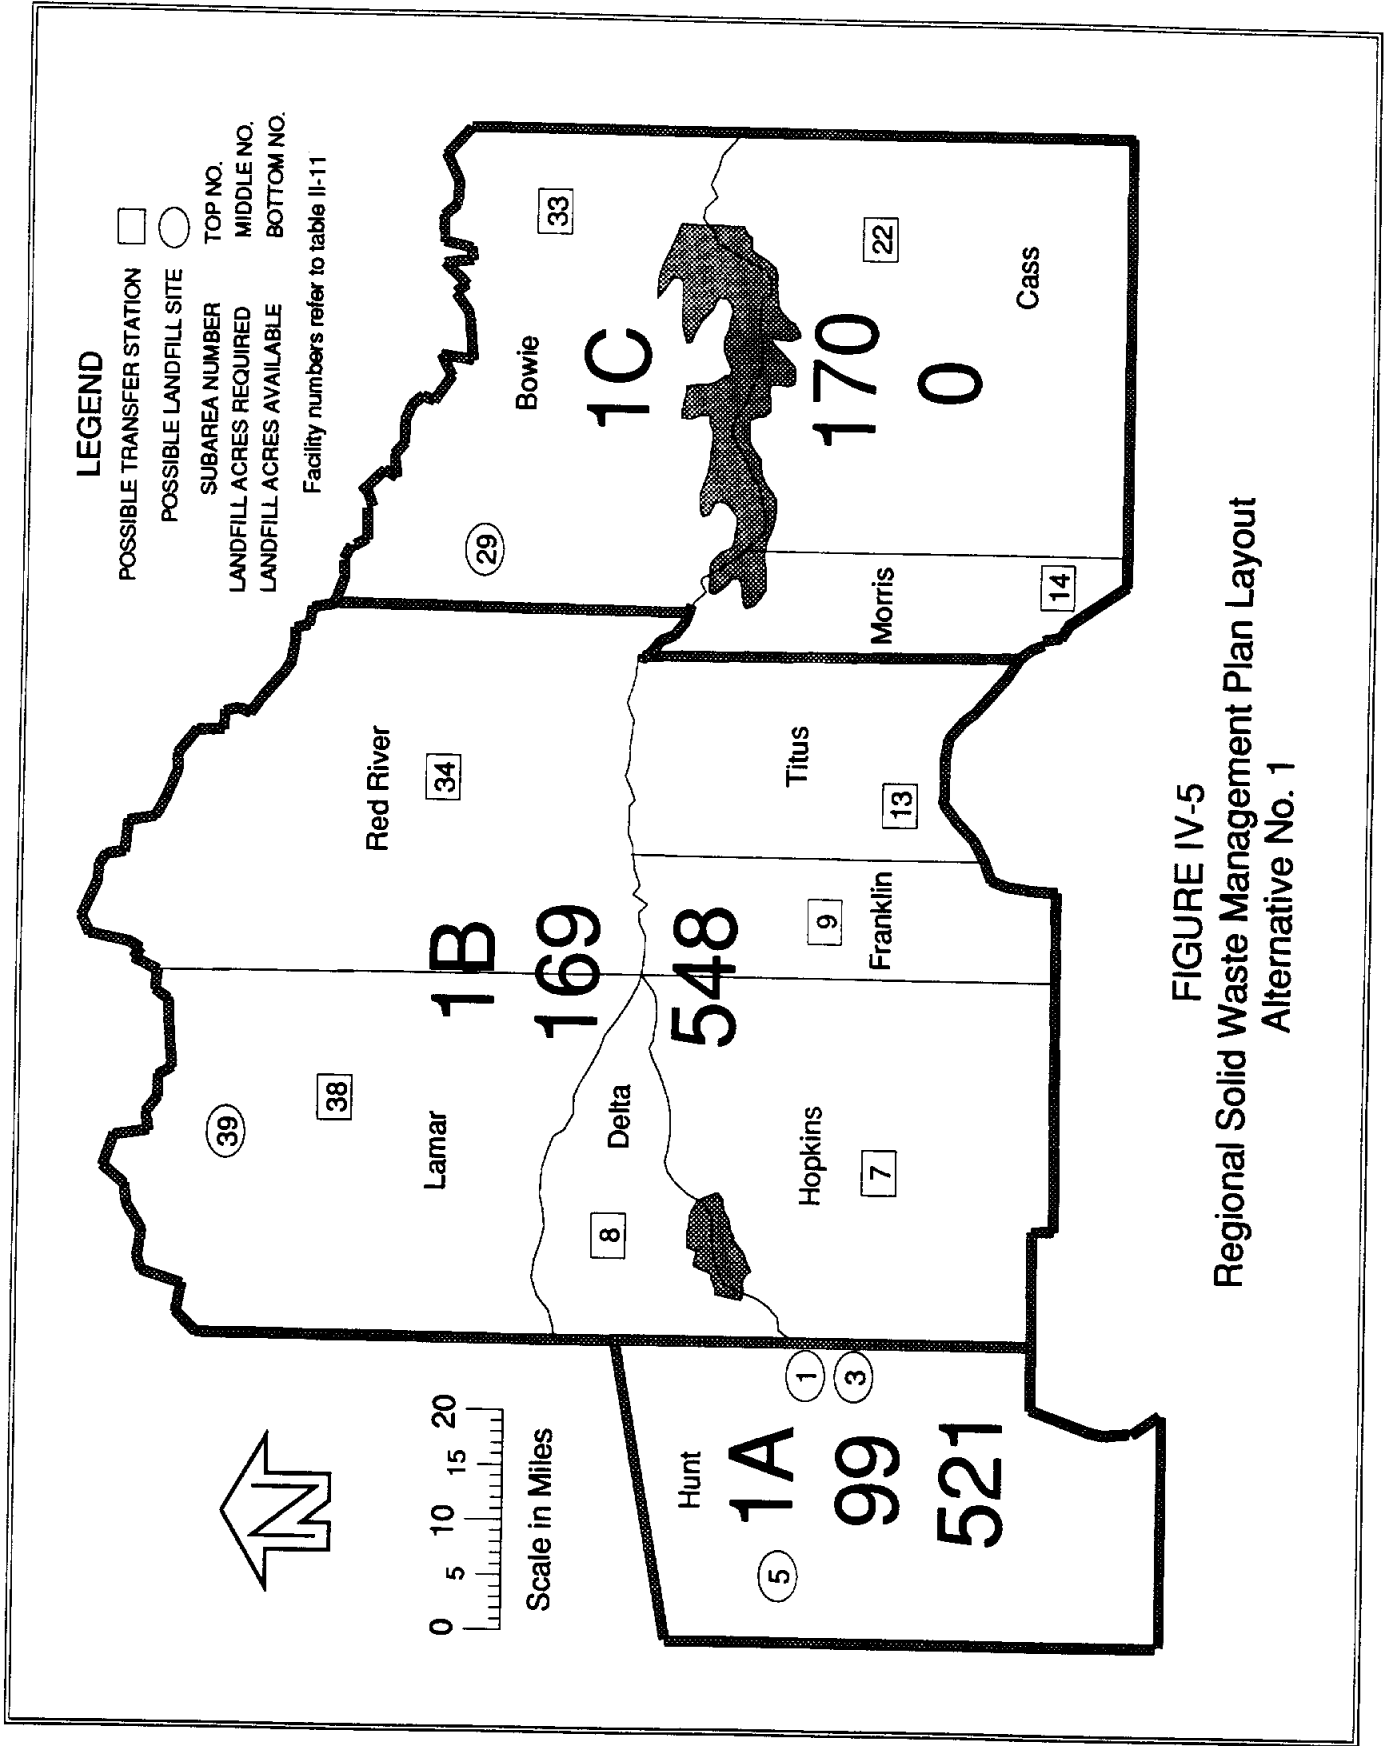 LEGEND
POSSIBLE TRANSFER STATION
POSSIBLE LANDFILL SITE
SUBAREA NUMBER TOP NO.
LANDFILL ACRES REQUIRED MIDDLE NO.
LANDFILL ACRES AVAILABLE BOTTOM NO.
Facility numbers refer to table II-11
N
0 5 10 15 20
Scale in Miles
39
38
Lamar
Red River
34
1B
169
548
29
Bowie
33
1C
170
0
22
Cass
Morris
14
Titus
13
9
Franklin
Delta
8
Hopkins
7
Hunt
1
3
5
1A
99
521
FIGURE IV-5
Regional Solid Waste Management Plan Layout
Alternative No. 1